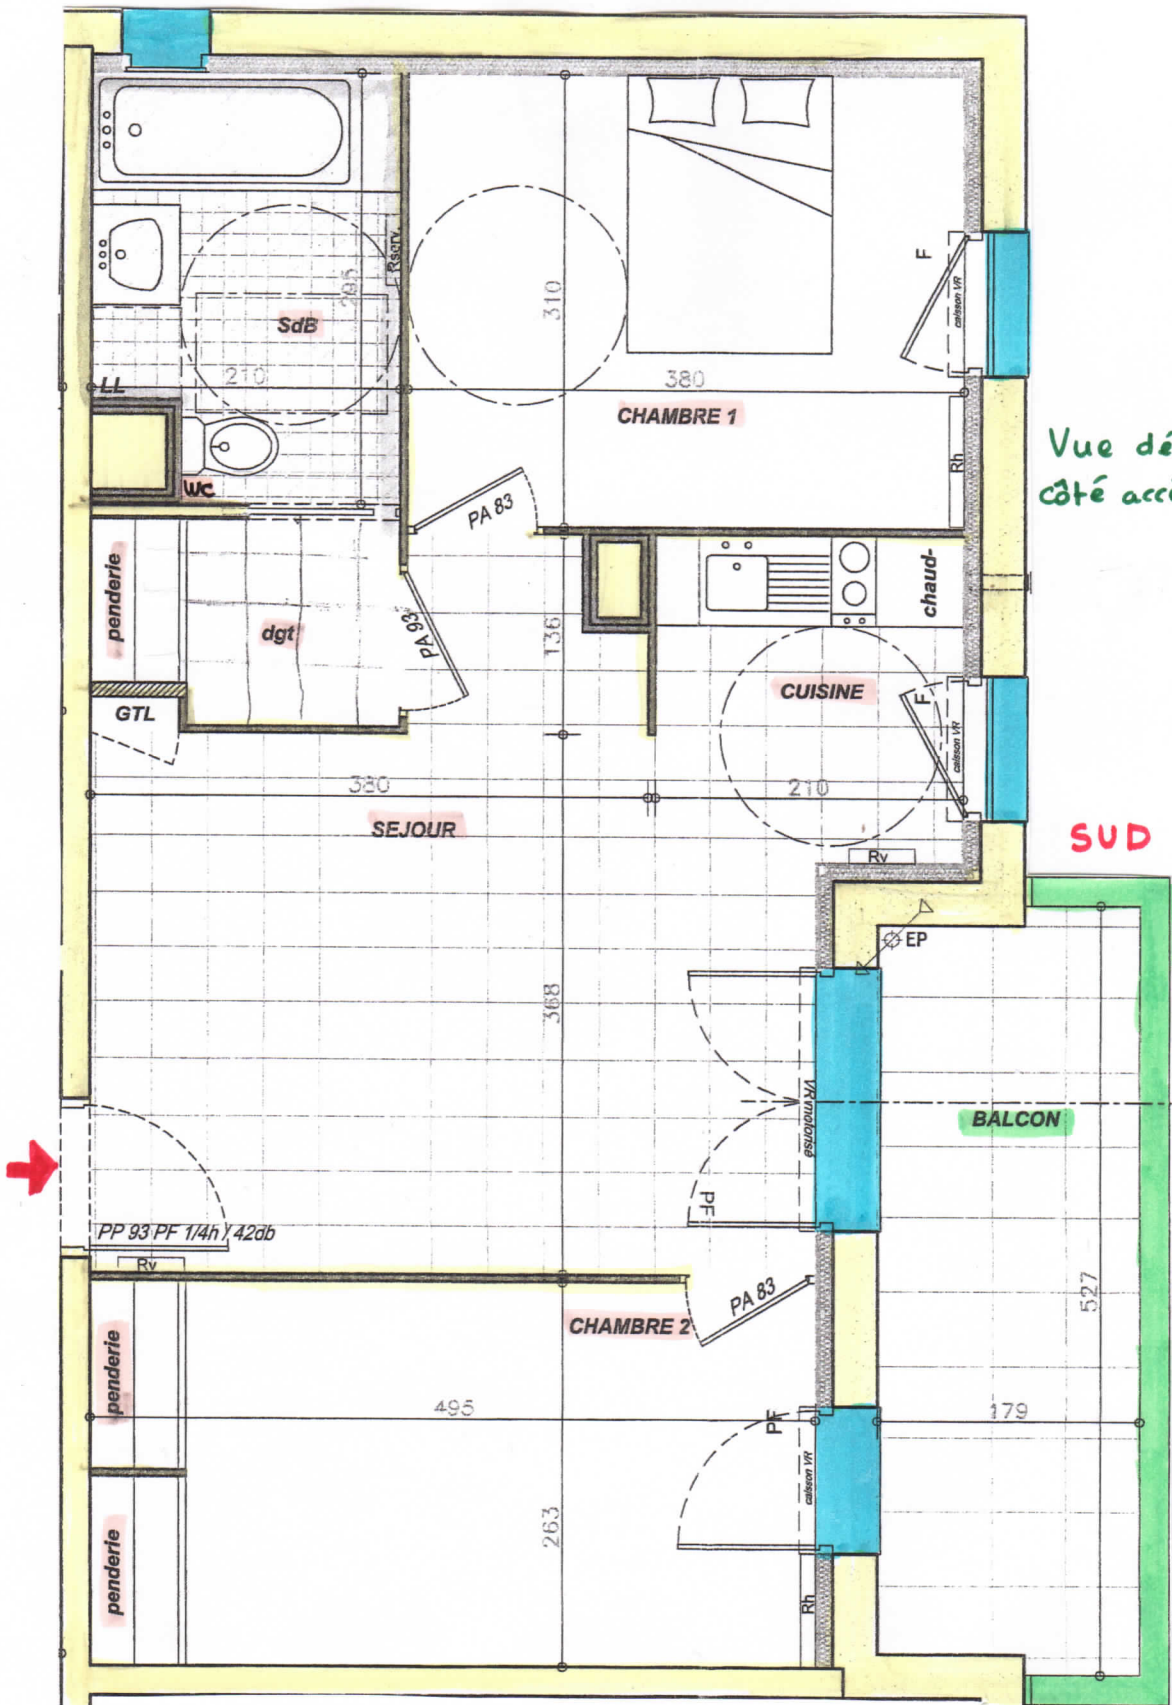 Rserv
295
SdB
210
LL
WC
310
380
CHAMBRE 1
F
caisson VR
Rh
PA 83
Vue dé
côté acc
penderie
dgt
PA 93
136
chaud-
CUISINE
F
caisson VR
GTL
380
210
SEJOUR
Rv
SUD
EP
368
VR motorisé
BALCON
PF
PP 93 PF 1/4h / 42db
Rv
527
PA 83
CHAMBRE 2
penderie
495
PF
179
caisson VR
263
penderie
Rh